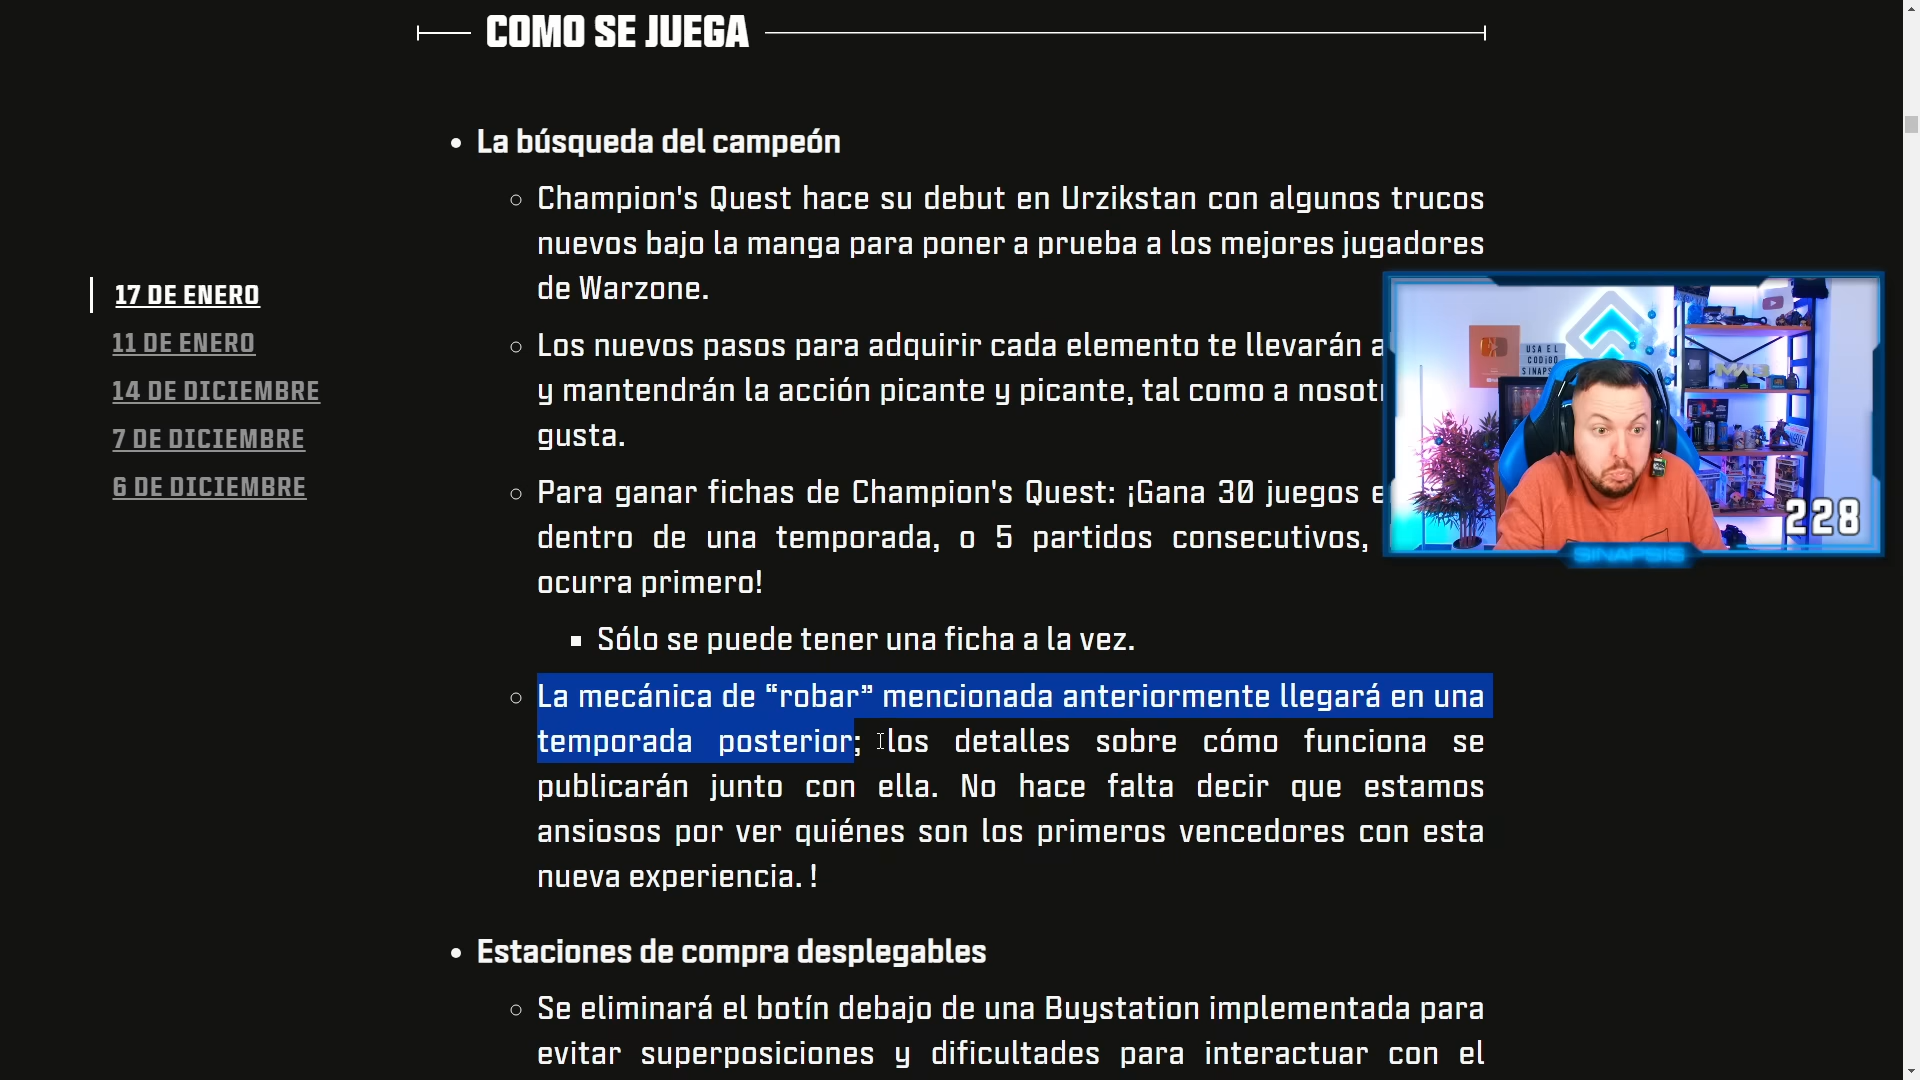 COMO SE JUEGA
La búsqueda del campeón
Champion's Quest hace su debut en Urzikstan con algunos trucos
nuevos bajo la manga para poner a prueba a los mejores jugadores
de Warzone.
Los nuevos pasos para adquirir cada elemento te llevarán a
y mantendrán la acción picante y picante, tal como a
gusta.
Para ganar fichas de Champion's Quest: ¡Gana 30 juegos
dentro de una temporada, o 5 partidos consecutivos,
ocurra primero!
Sólo se puede tener una ficha a la vez.
La mecánica de “robar” mencionada anteriormente llegará en una
temporada posterior; los detalles sobre cómo funciona se
publicarán junto con ella. No hace falta decir que estamos
ansiosos por ver quiénes son los primeros vencedores con esta
nueva experiencia. !
Estaciones de compra desplegables
Se eliminará el botín debajo de una Buystation implementada para
evitar superposiciones y dificultades para interactuar con el
17 DE ENERO
11 DE ENERO
14 DE DICIEMBRE
7 DE DICIEMBRE
6 DE DICIEMBRE
USA EL
CODIGO
228
SINAPSIS